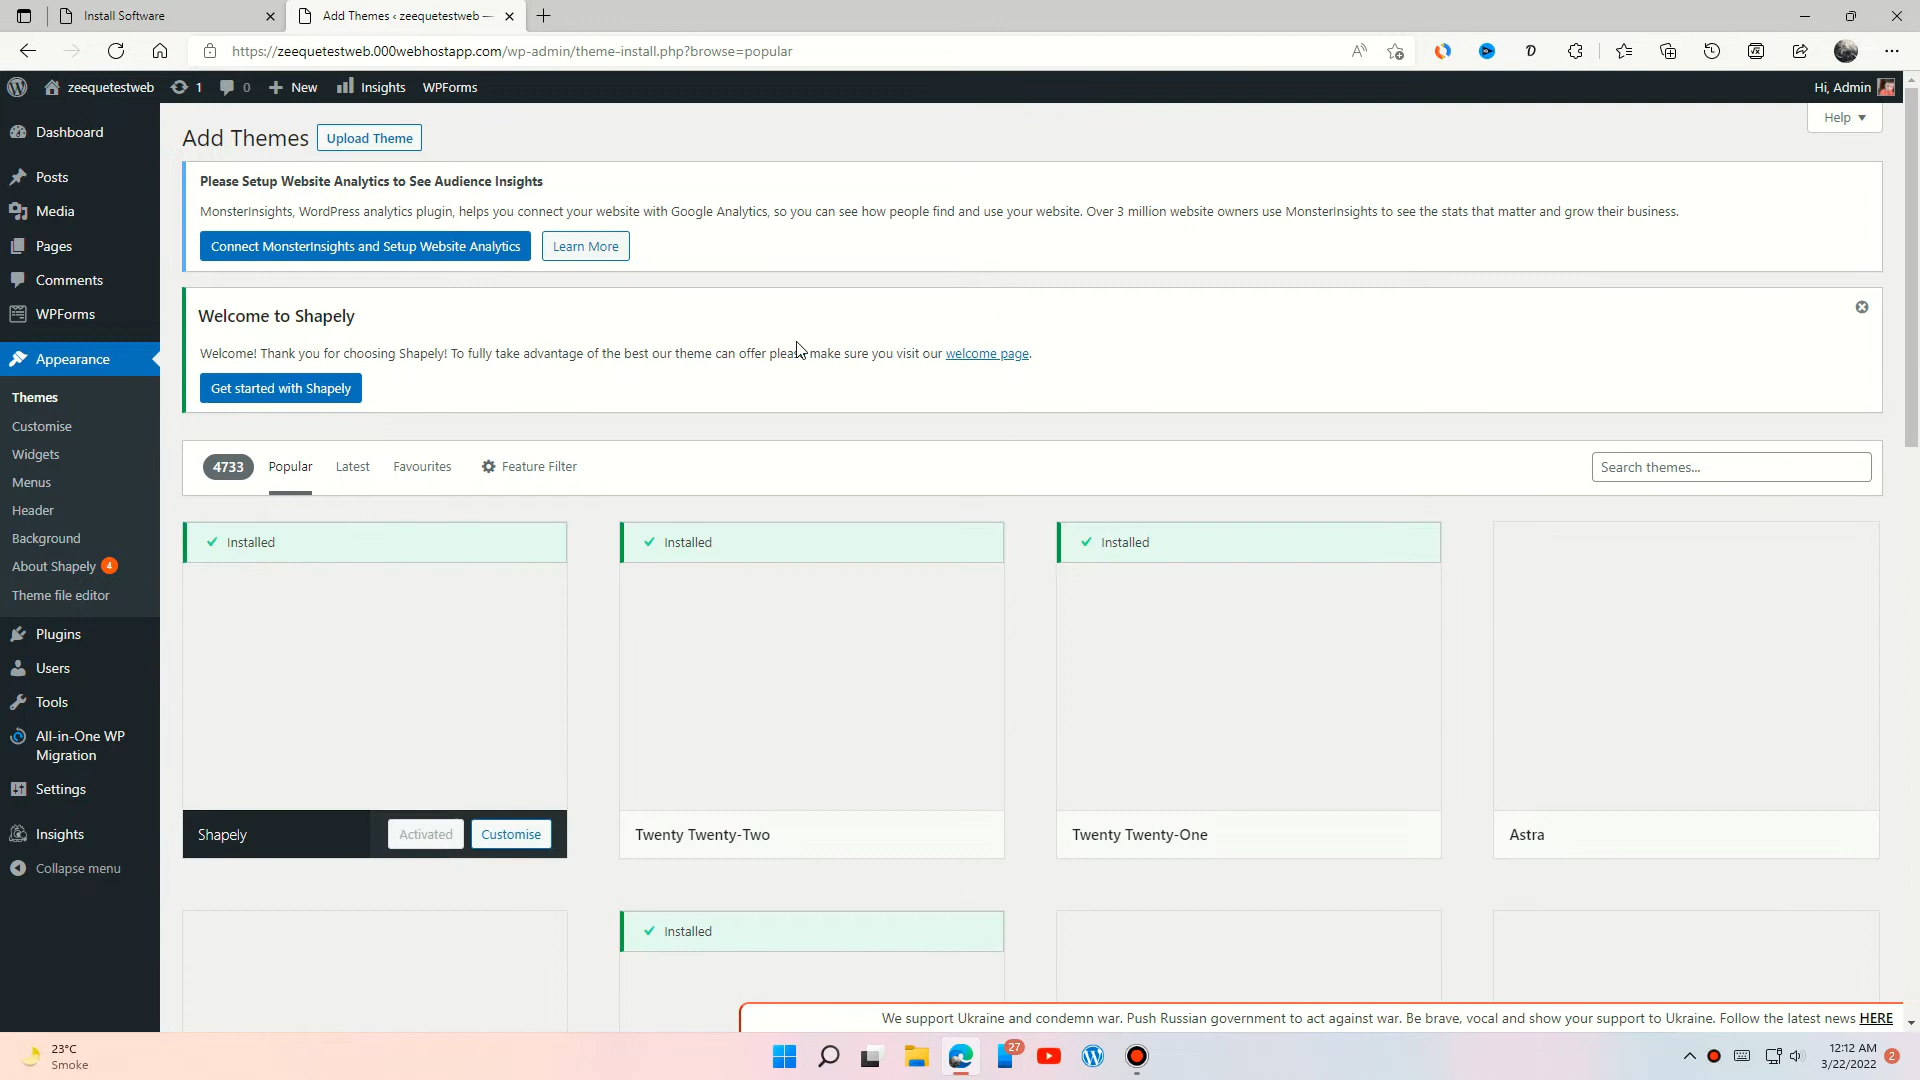 Install Software
Add Themes ‹ zeequetestweb —
https://zeequetestweb.000webhostapp.com/wp-admin/theme-install.php?browse=popular
zeequetestweb
1
0
New
Insights
WPForms
Hi, Admin
Dashboard
Posts
Media
Pages
Comments
WPForms
Appearance
Themes
Customise
Widgets
Menus
Header
Background
About Shapely 4
Theme file editor
Plugins
Users
Tools
All-in-One WP
Migration
Settings
Insights
Collapse menu
Help
Add Themes
Upload Theme
Please Setup Website Analytics to See Audience Insights
MonsterInsights, WordPress analytics plugin, helps you connect your website with Google Analytics, so you can see how people find and use your website. Over 3 million website owners use MonsterInsights to see the stats that matter and grow their business.
Connect MonsterInsights and Setup Website Analytics
Learn More
Welcome to Shapely
Welcome! Thank you for choosing Shapely! To fully take advantage of the best our theme can offer please make sure you visit our welcome page.
Get started with Shapely
4733
Popular
Latest
Favourites
Feature Filter
Search themes...
Installed
Installed
Installed
Shapely
Activated
Customise
Twenty Twenty-Two
Twenty Twenty-One
Astra
Installed
We support Ukraine and condemn war. Push Russian government to act against war. Be brave, vocal and show your support to Ukraine. Follow the latest news HERE
23°C
Smoke
27
12:12 AM
3/22/2022
2